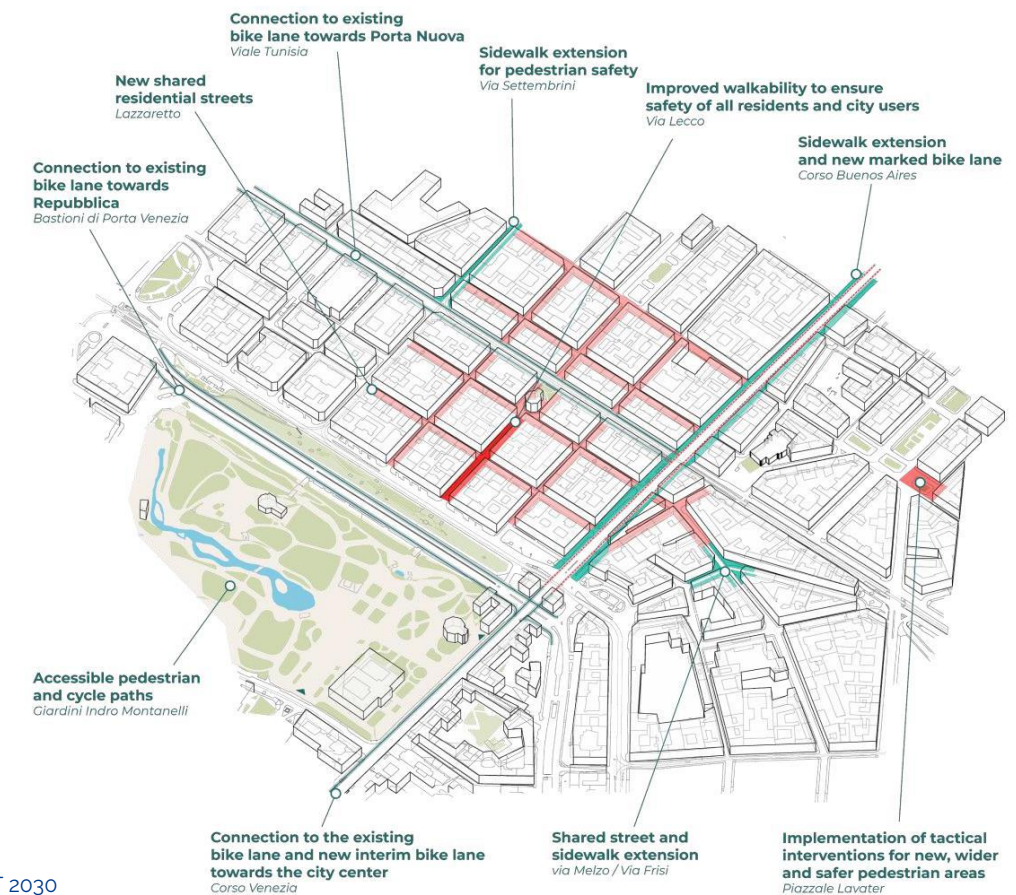 Connection to existing
bike lane towards Porta Nuova
Viale Tunisia
Sidewalk extension
for pedestrian safety
Via Settembrini
New shared
residential streets
Lazzaretto
Improved walkability to ensure
safety of all residents and city users
Via Lecco
Sidewalk extension
and new marked bike lane
Corso Buenos Aires
Connection to existing
bike lane towards
Repubblica
Bastioni di Porta Venezia
Accessible pedestrian
and cycle paths
Giardini Indro Montanelli
Connection to the existing
bike lane and new interim bike lane
towards the city center
Corso Venezia
Shared street and
sidewalk extension
via Melzo / Via Frisi
Implementation of tactical
interventions for new, wider
and safer pedestrian areas
Piazzale Lavater
2030